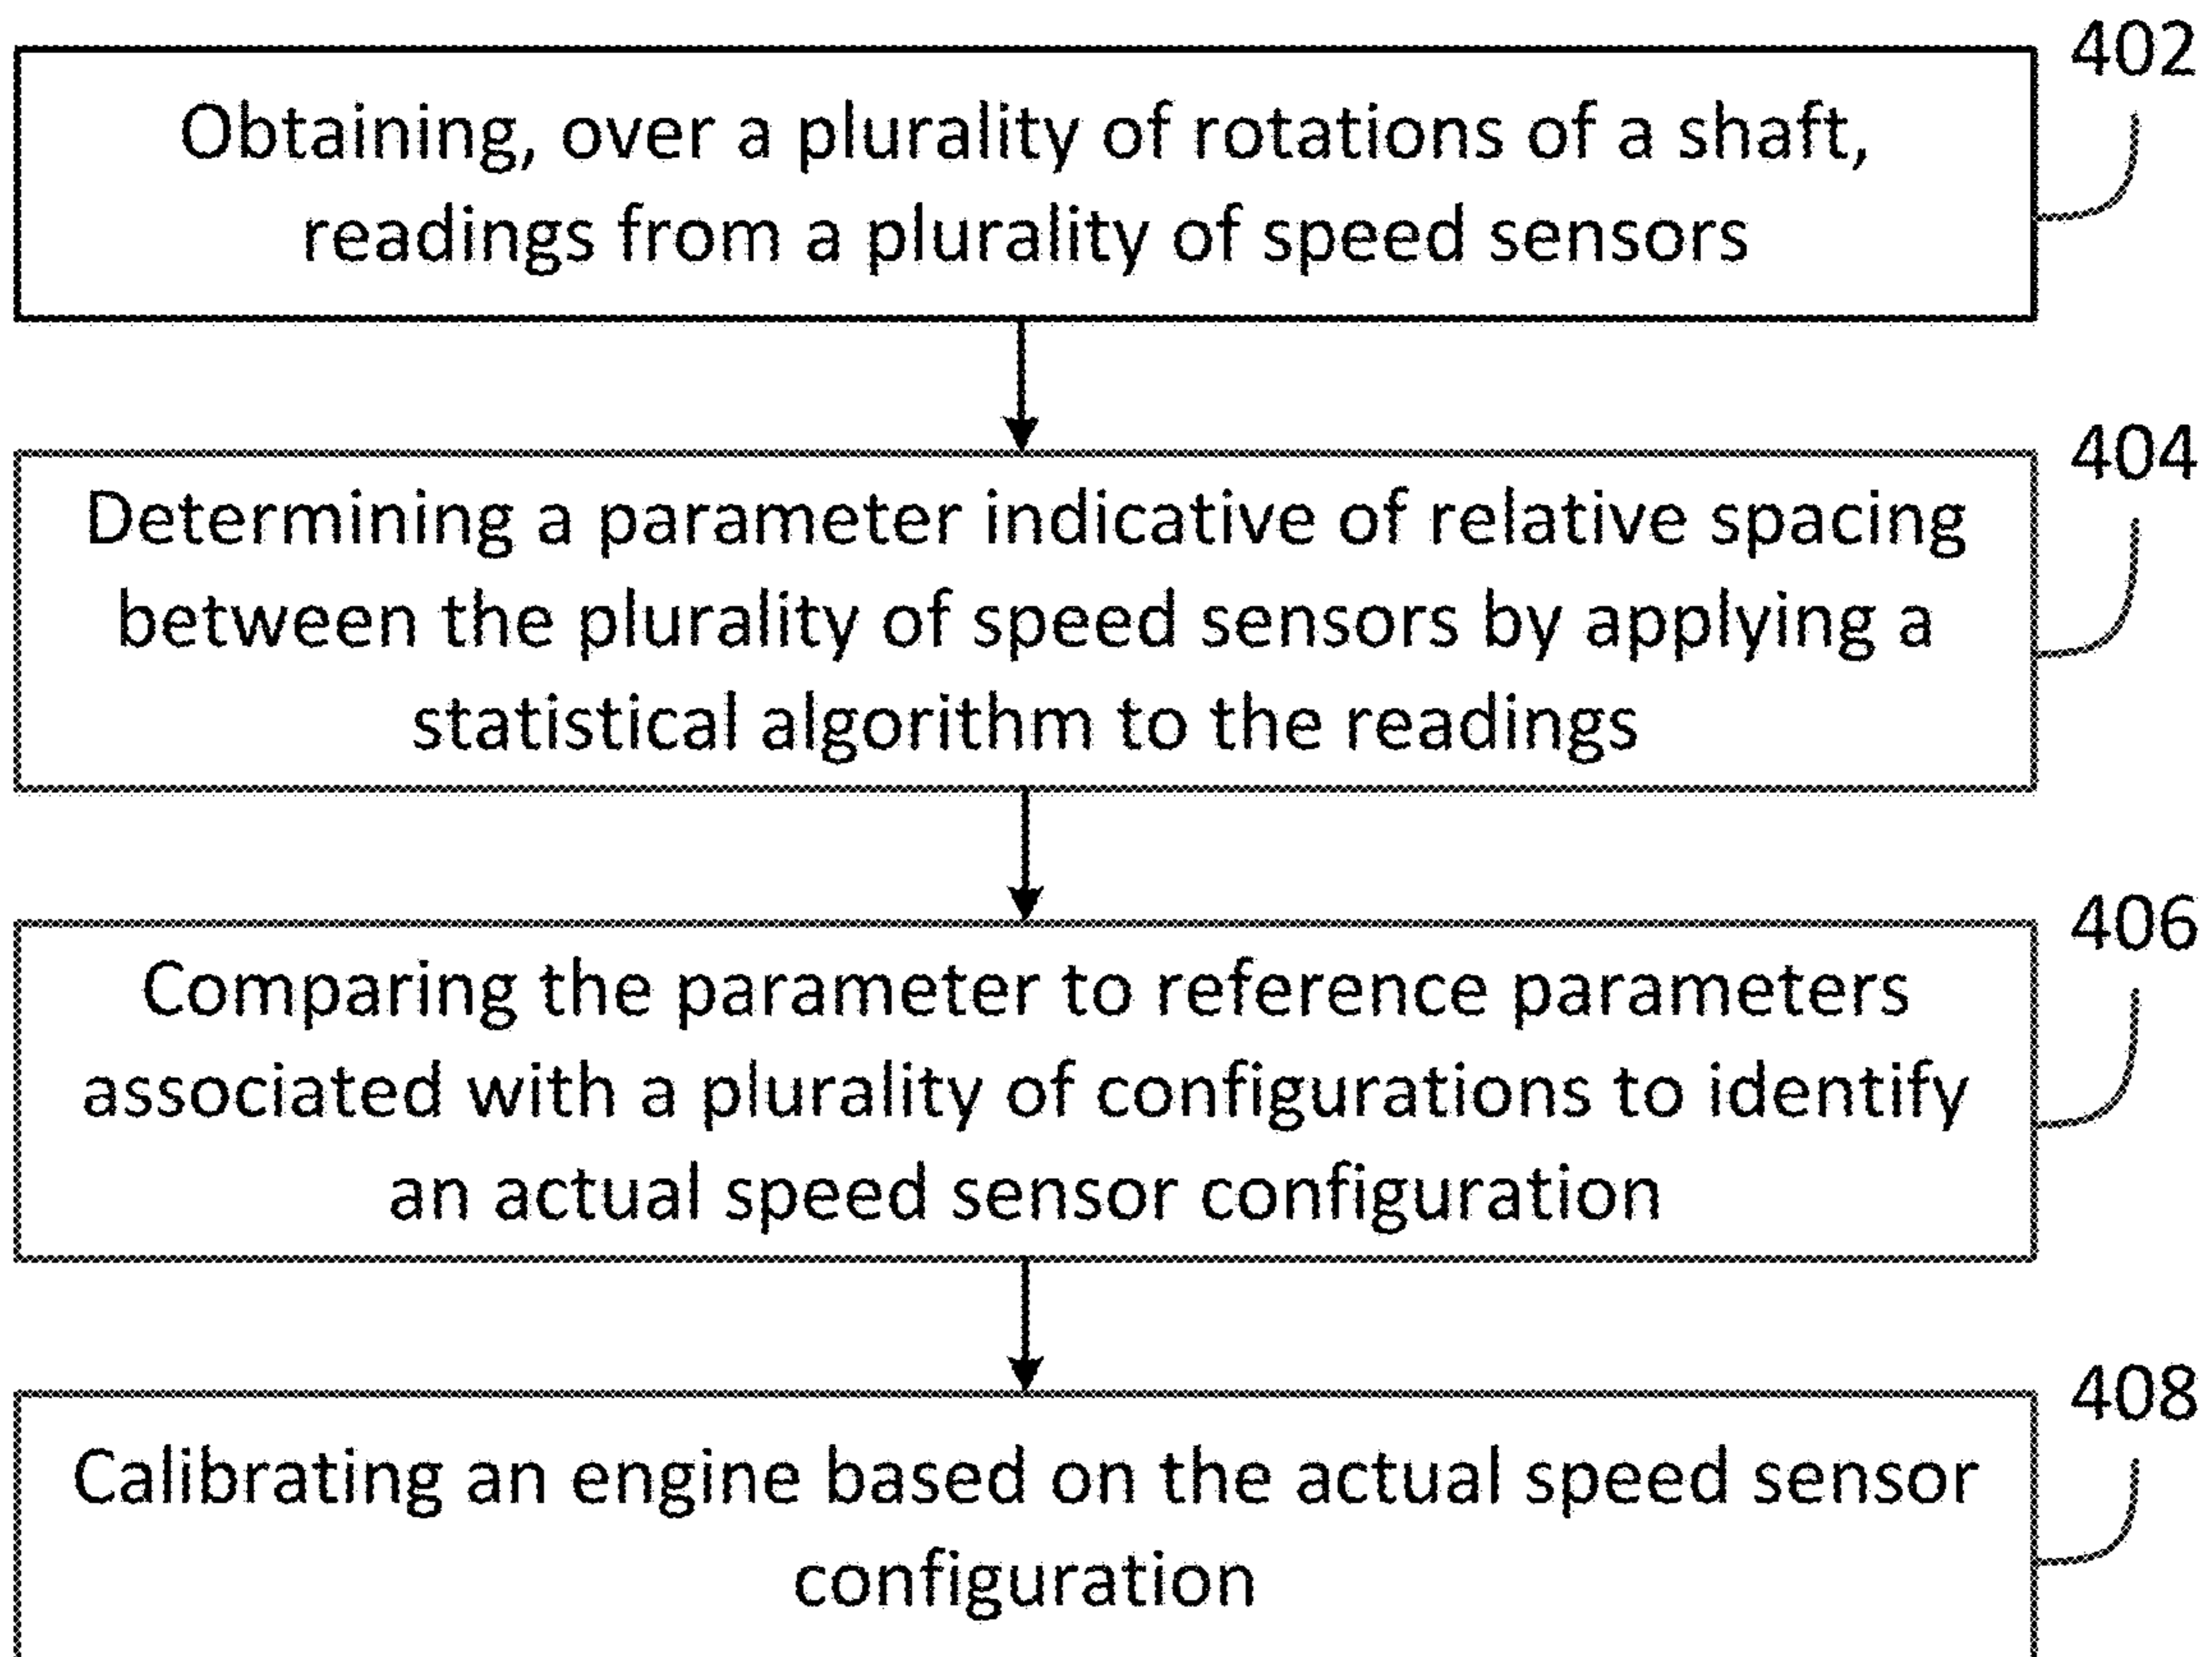 402
Obtaining, over a plurality of rotations of a shaft,
readings from a plurality of speed sensors
404
Determining a parameter indicative of relative spacing
between the plurality of speed sensors by applying a
statistical algorithm to the readings
406
Comparing the parameter to reference parameters
associated with a plurality of configurations to identify
an actual speed sensor configuration
408
Calibrating an engine based on the actual speed sensor
configuration